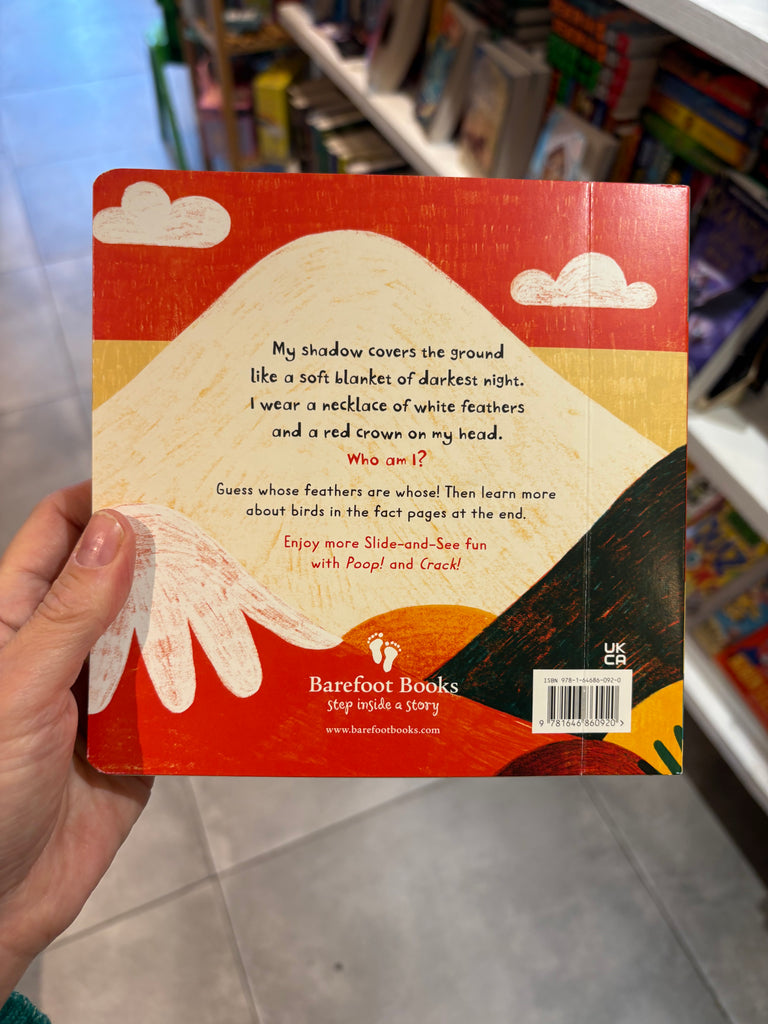 My shadow covers the ground
like a soft blanket of darkest night.
I wear a necklace of white feathers
and a red crown on my head.
Who am I?
Guess whose feathers are whose! Then learn more
about birds in the fact pages at the end.
Enjoy more Slide-and-See fun
with Poop! and Crack!
Barefoot Books
step inside a story
www.barefootbooks.com
UK
CA
ISBN 978-1-64686-092-0
9 781646 860920 >